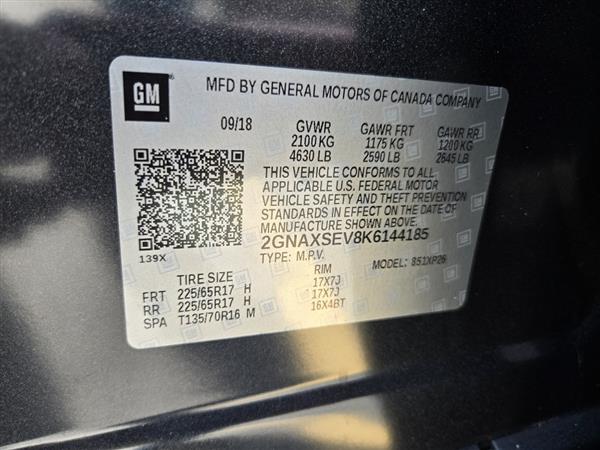 GM
MFD BY GENERAL MOTORS OF CANADA COMPANY
09/18 GVWR GAWR FRT GAWR RR
2100 KG 1175 KG 1200 KG
4630 LB 2590 LB 2645 LB
THIS VEHICLE CONFORMS TO ALL
APPLICABLE U.S. FEDERAL MOTOR
VEHICLE SAFETY AND THEFT PREVENTION
STANDARDS IN EFFECT ON THE DATE OF
MANUFACTURE SHOWN ABOVE.
2GNAXSEV8K6144185
139X TYPE: M.P.V. MODEL: 851XP26
TIRE SIZE RIM
FRT 225/65R17 H 17X7J
RR 225/65R17 H 17X7J
SPA T135/70R16 M 16X4BT